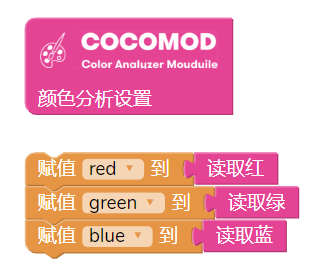 COCOMOD
Color Analyzer Mouduile
颜色分析设置
赋值 red 到 读取红
赋值 green 到 读取绿
赋值 blue 到 读取蓝